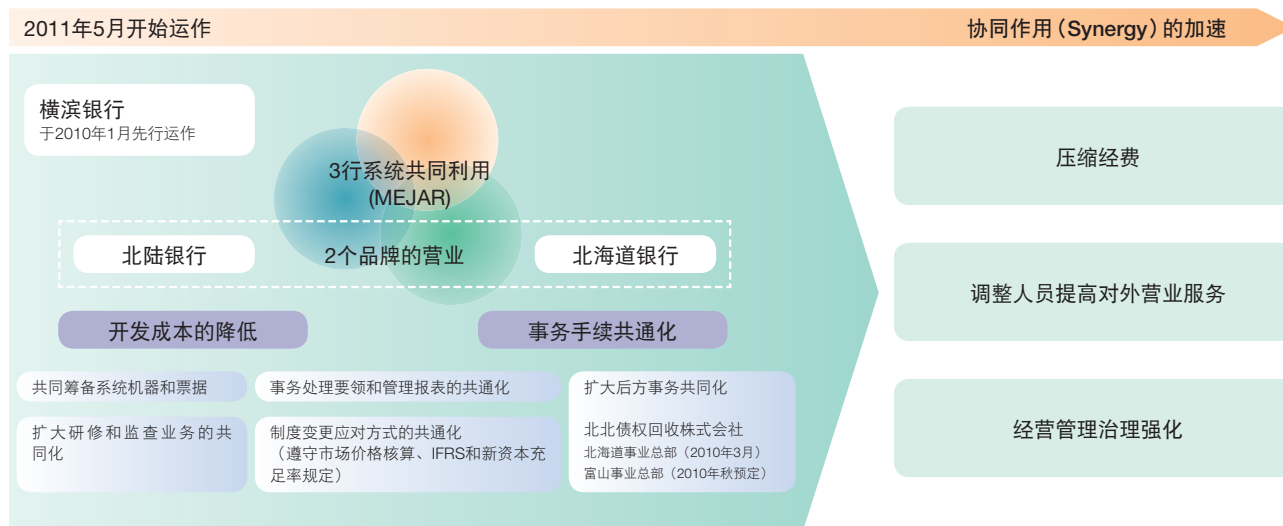 2011年5月开始运作
协同作用（Synergy）的加速
横滨银行
于2010年1月先行运作
3行系统共同利用
(MEJAR)
北陆银行
2个品牌的营业
北海道银行
开发成本的降低
事务手续共通化
共同筹备系统机器和票据
扩大研修和监查业务的共
同化
事务处理要领和管理报表的共通化
制度变更应对方式的共通化
（遵守市场价格核算、IFRS和新资本充
足率规定）
扩大后方事务共同化
北北债权回收株式会社
北海道事业总部（2010年3月）
富山事业总部（2010年秋预定）
压缩经费
调整人员提高对外营业服务
经营管理治理强化